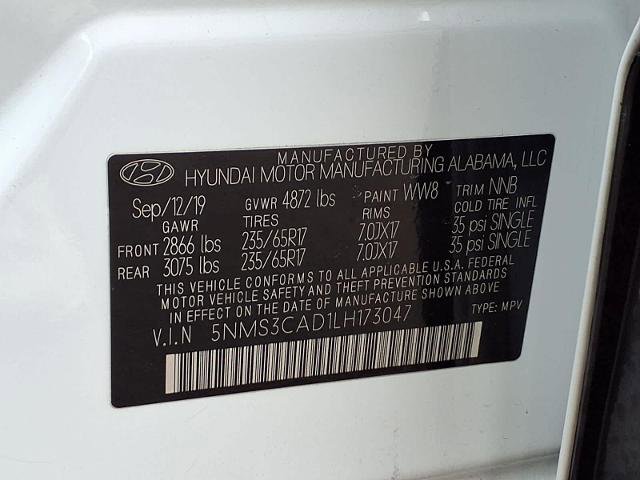 MANUFACTURED BY
HYUNDAI MOTOR MANUFACTURING ALABAMA, LLC
Sep/12/19 GVWR 4872 lbs PAINT WW8 TRIM NNB
GAWR TIRES RIMS COLD TIRE INFL
FRONT 2866 lbs 235/65R17 7.0JX17 35 psi SINGLE
REAR 3075 lbs 235/65R17 7.0JX17 35 psi SINGLE
THIS VEHICLE CONFORMS TO ALL APPLICABLE U.S.A. FEDERAL
MOTOR VEHICLE SAFETY AND THEFT PREVENTION STANDARDS
IN EFFECT ON THE DATE OF MANUFACTURE SHOWN ABOVE.
V.I.N 5NMS3CAD1LH173047 TYPE: MPV